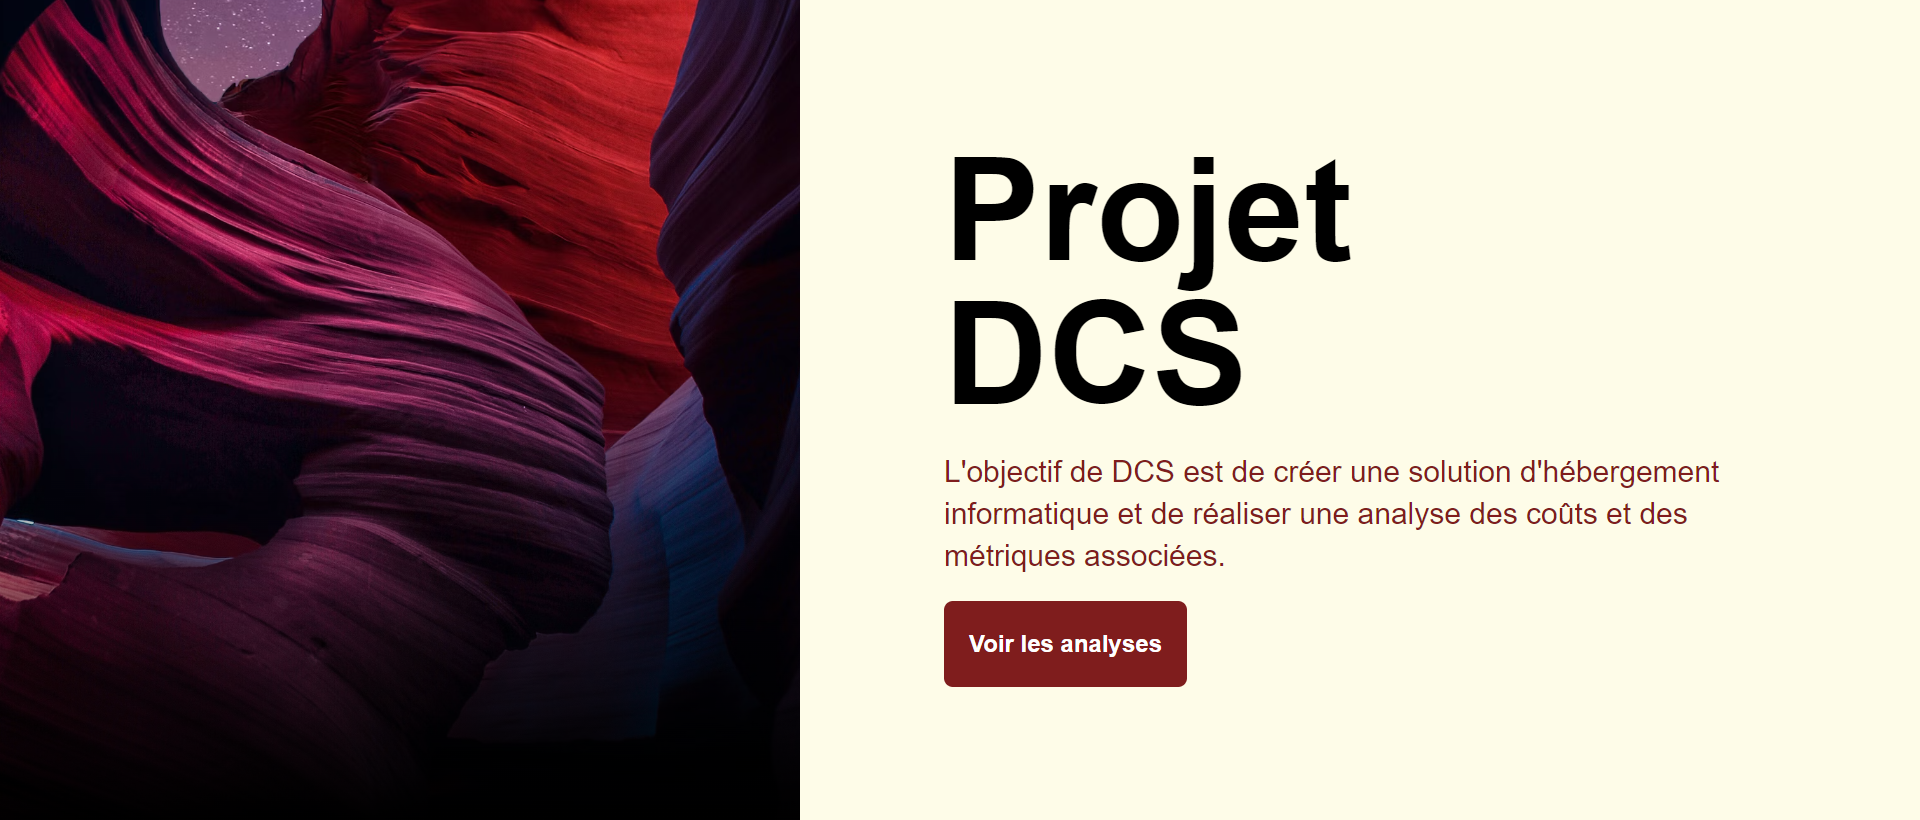 Projet
DCS
L'objectif de DCS est de créer une solution d'hébergement
informatique et de réaliser une analyse des coûts et des
métriques associées.
Voir les analyses